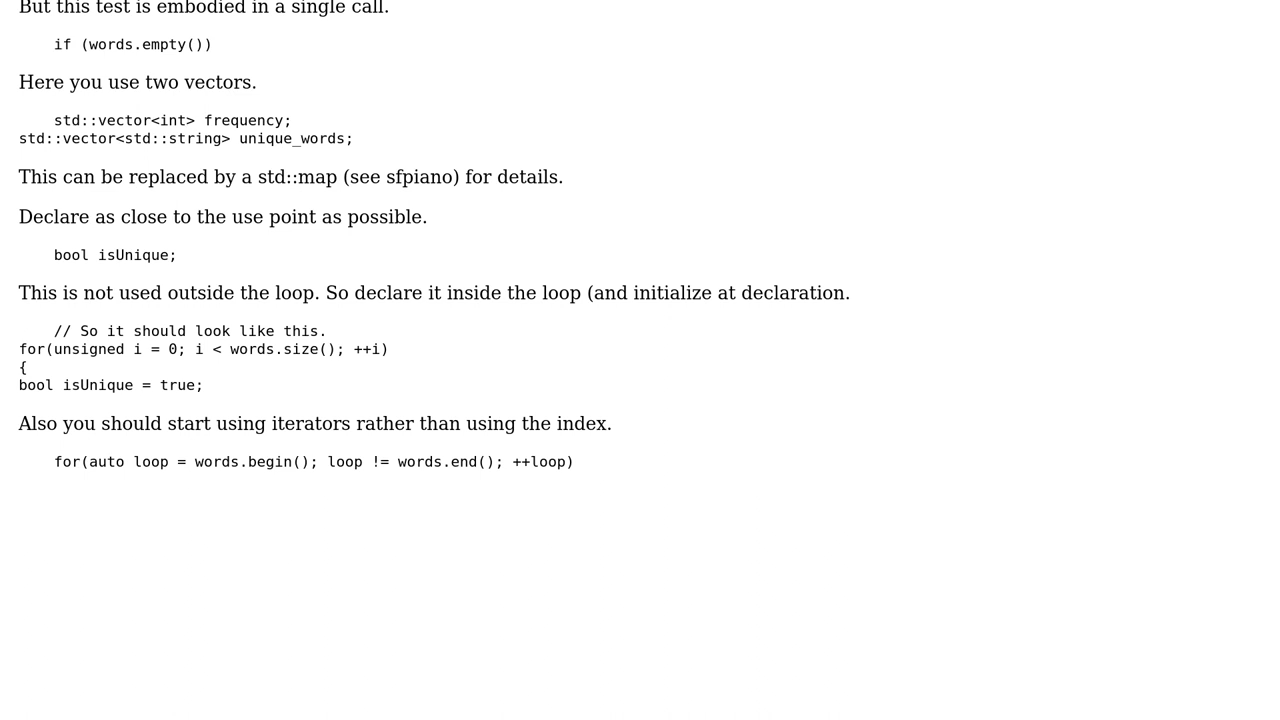 But this test is embodied in a single call.
if (words.empty())
Here you use two vectors.
std::vector<int> frequency;
std::vector<std::string> unique_words;
This can be replaced by a std::map (see sfpiano) for details.
Declare as close to the use point as possible.
bool isUnique;
This is not used outside the loop. So declare it inside the loop (and initialize at declaration.
// So it should look like this.
for(unsigned i = 0; i < words.size(); ++i)
{
bool isUnique = true;
Also you should start using iterators rather than using the index.
for(auto loop = words.begin(); loop != words.end(); ++loop)